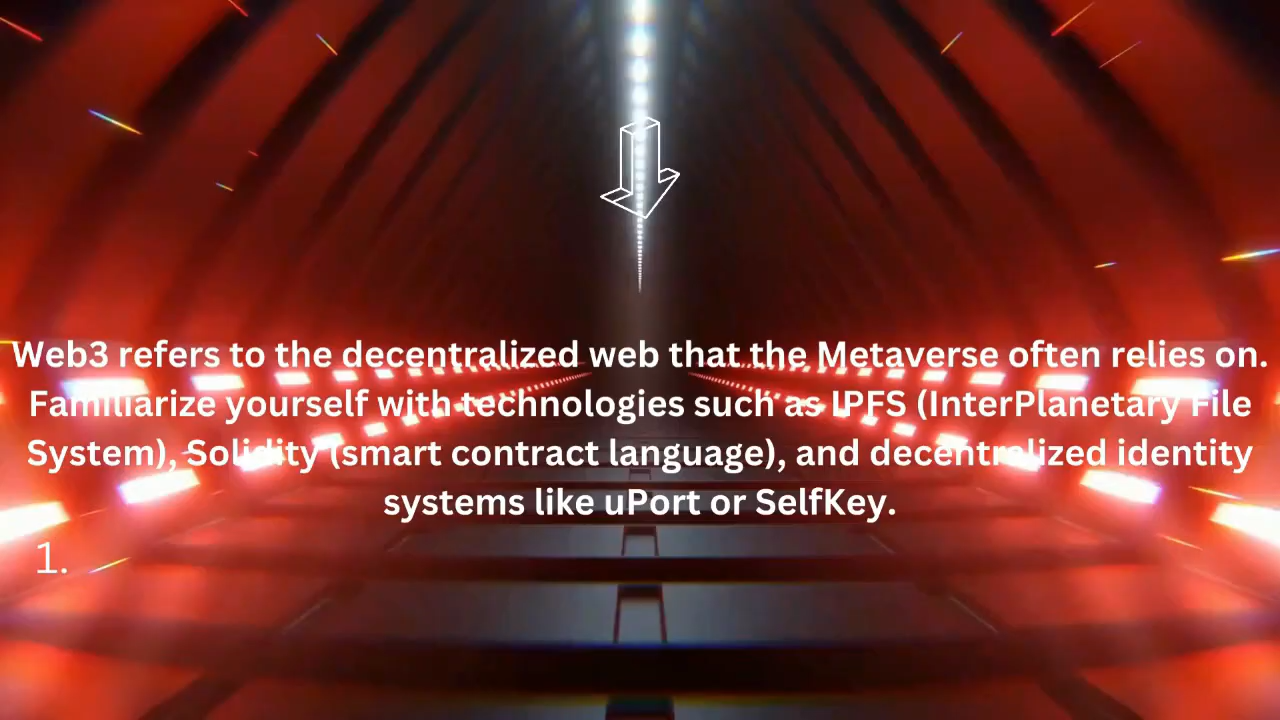 Web3 refers to the decentralized web that the Metaverse often relies on.
Familiarize yourself with technologies such as IPFS (InterPlanetary File
System), Solidity (smart contract language), and decentralized identity
systems like uPort or SelfKey.
1.